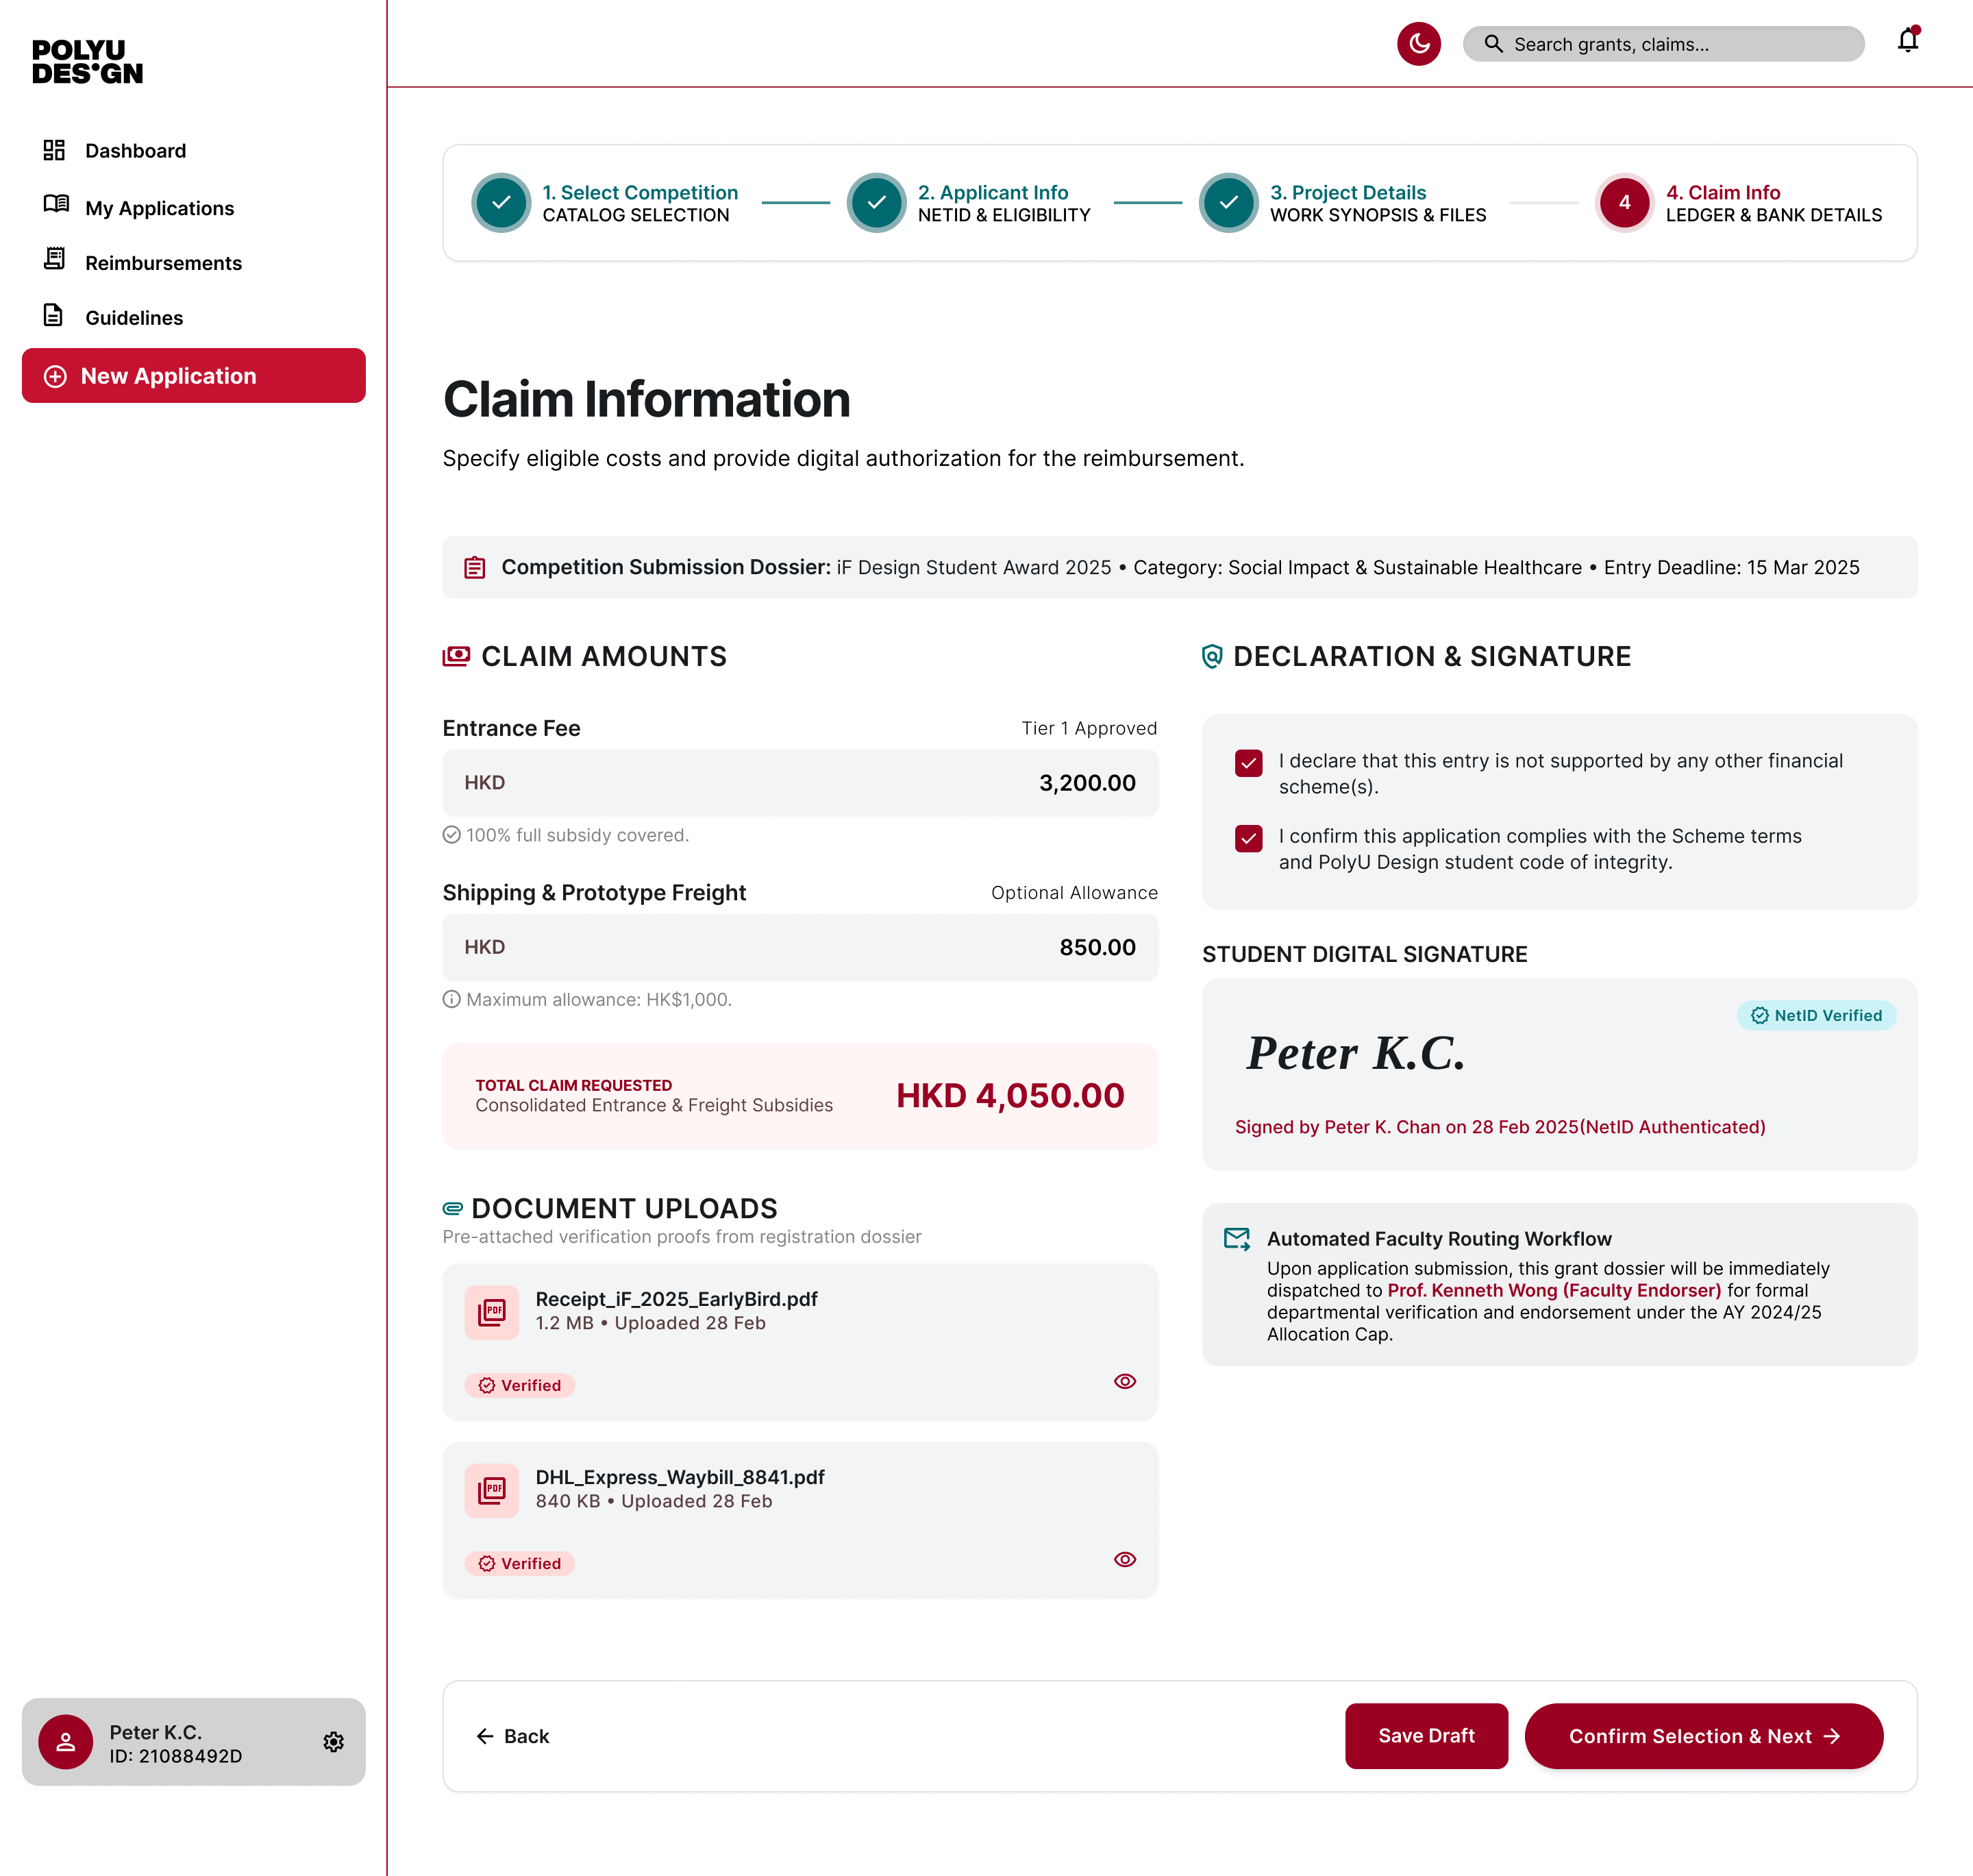 POLYU
DES•GN
Dashboard
My Applications
Reimbursements
Guidelines
New Application
Peter K.C.
ID: 21088492D
Search grants, claims...
1. Select Competition
CATALOG SELECTION
2. Applicant Info
NETID & ELIGIBILITY
3. Project Details
WORK SYNOPSIS & FILES
4
4. Claim Info
LEDGER & BANK DETAILS
Claim Information
Specify eligible costs and provide digital authorization for the reimbursement.
Competition Submission Dossier: iF Design Student Award 2025 • Category: Social Impact & Sustainable Healthcare • Entry Deadline: 15 Mar 2025
CLAIM AMOUNTS
Entrance Fee
Tier 1 Approved
HKD
3,200.00
100% full subsidy covered.
Shipping & Prototype Freight
Optional Allowance
HKD
850.00
Maximum allowance: HK$1,000.
TOTAL CLAIM REQUESTED
Consolidated Entrance & Freight Subsidies
HKD 4,050.00
DOCUMENT UPLOADS
Pre-attached verification proofs from registration dossier
PDF
Receipt_iF_2025_EarlyBird.pdf
1.2 MB • Uploaded 28 Feb
Verified
PDF
DHL_Express_Waybill_8841.pdf
840 KB • Uploaded 28 Feb
Verified
DECLARATION & SIGNATURE
I declare that this entry is not supported by any other financial
scheme(s).
I confirm this application complies with the Scheme terms
and PolyU Design student code of integrity.
STUDENT DIGITAL SIGNATURE
NetID Verified
Peter K.C.
Signed by Peter K. Chan on 28 Feb 2025(NetID Authenticated)
Automated Faculty Routing Workflow
Upon application submission, this grant dossier will be immediately
dispatched to Prof. Kenneth Wong (Faculty Endorser) for formal
departmental verification and endorsement under the AY 2024/25
Allocation Cap.
Back
Save Draft
Confirm Selection & Next